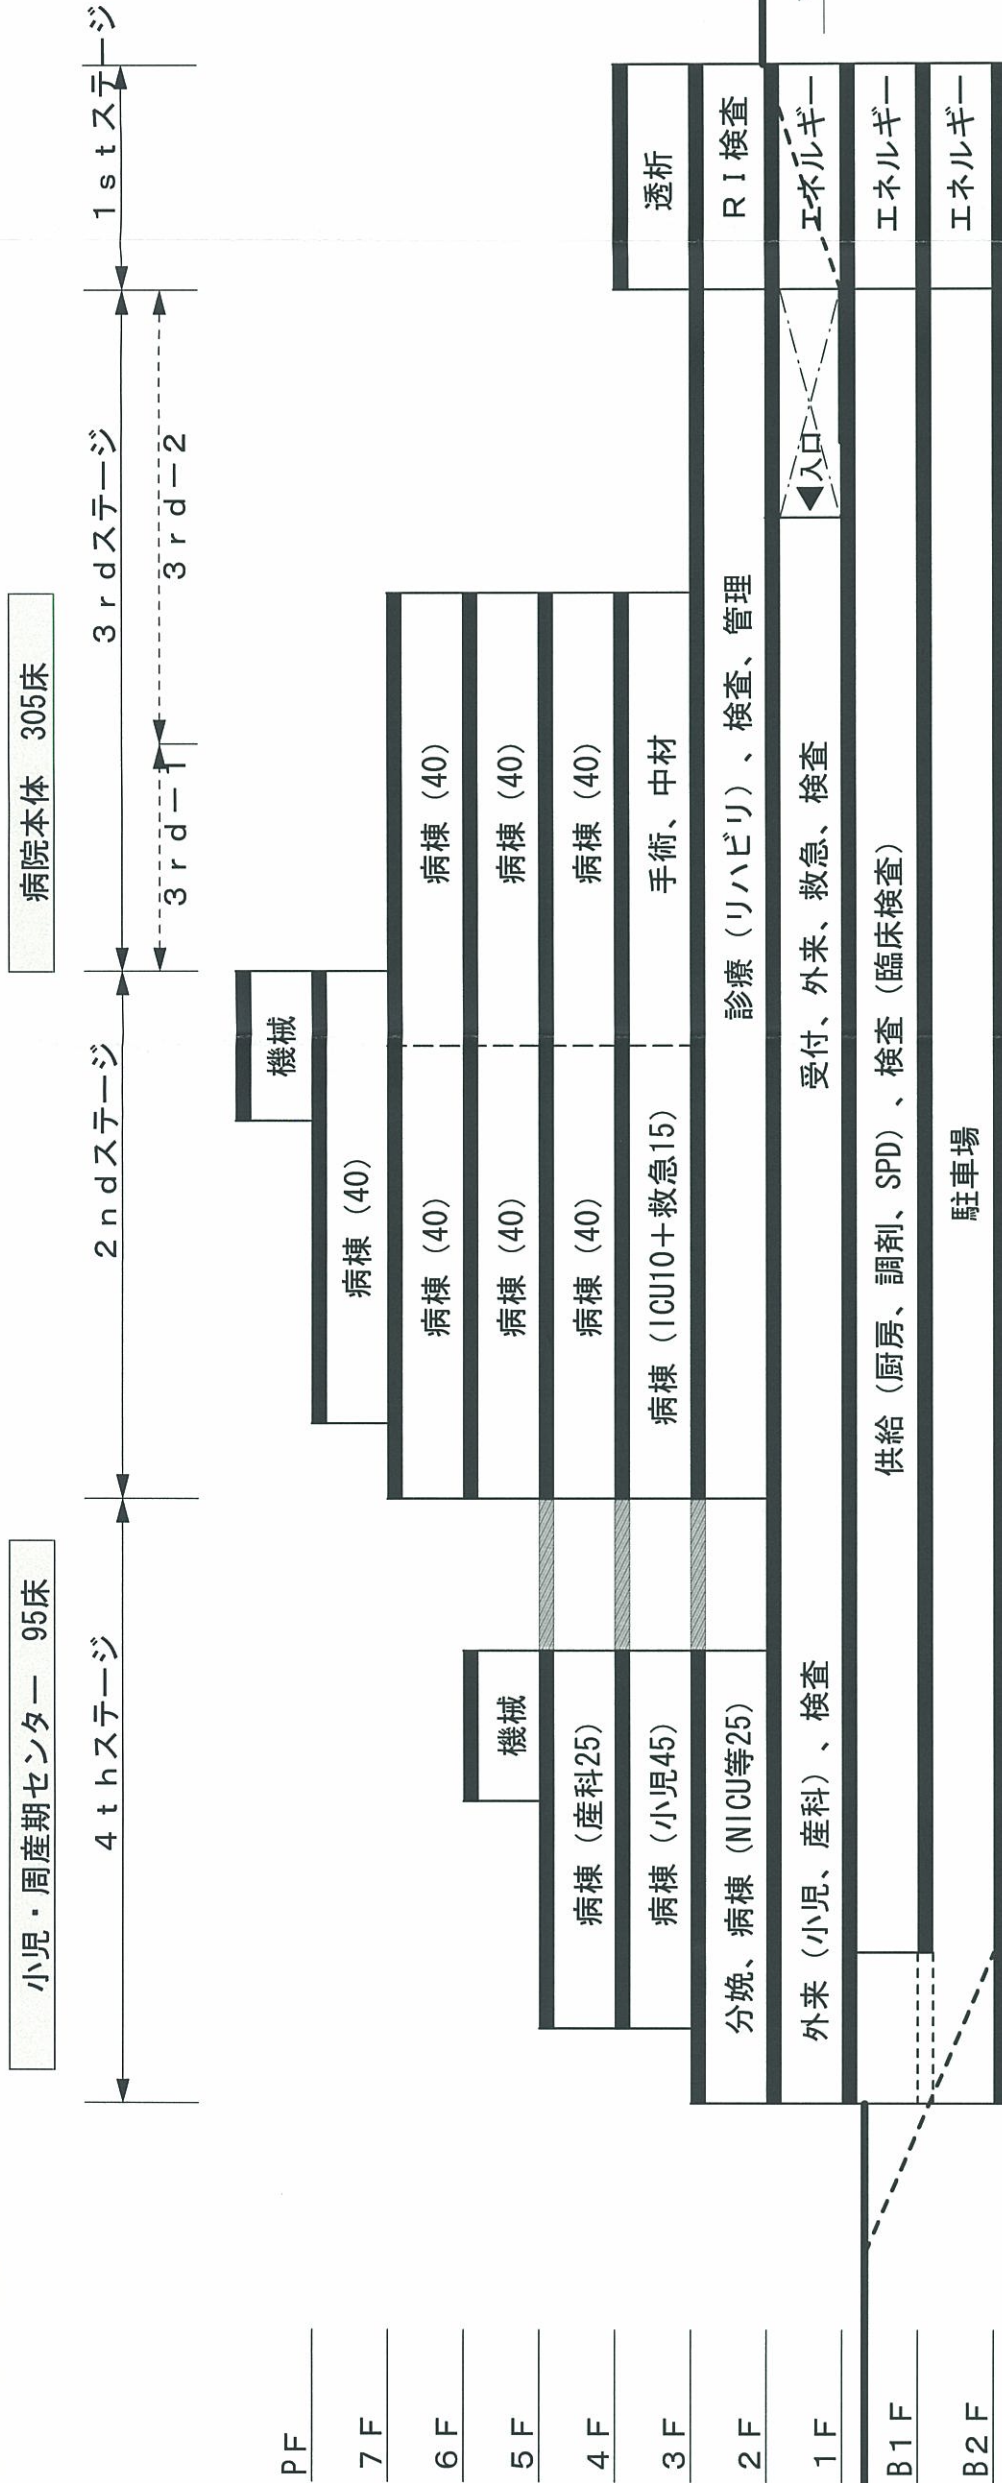 小児・周産期センター　95床
病院本体　305床
4thステージ
2ndステージ
3rdステージ
1stステージ
3rd－1
3rd－2
PF
機械
7F
病棟（40）
6F
病棟（40）
病棟（40）
5F
機械
病棟（40）
病棟（40）
4F
病棟（産科25）
病棟（40）
病棟（40）
3F
病棟（小児45）
病棟（ICU10＋救急15）
手術、中材
透析
2F
分娩、病棟（NICU等25）
診療（リハビリ）、検査、管理
ＲＩ検査
1F
外来（小児、産科）、検査
受付、外来、救急、検査
入口
エネルギー
B1F
供給（厨房、調剤、SPD）、検査（臨床検査）
エネルギー
B2F
駐車場
エネルギー